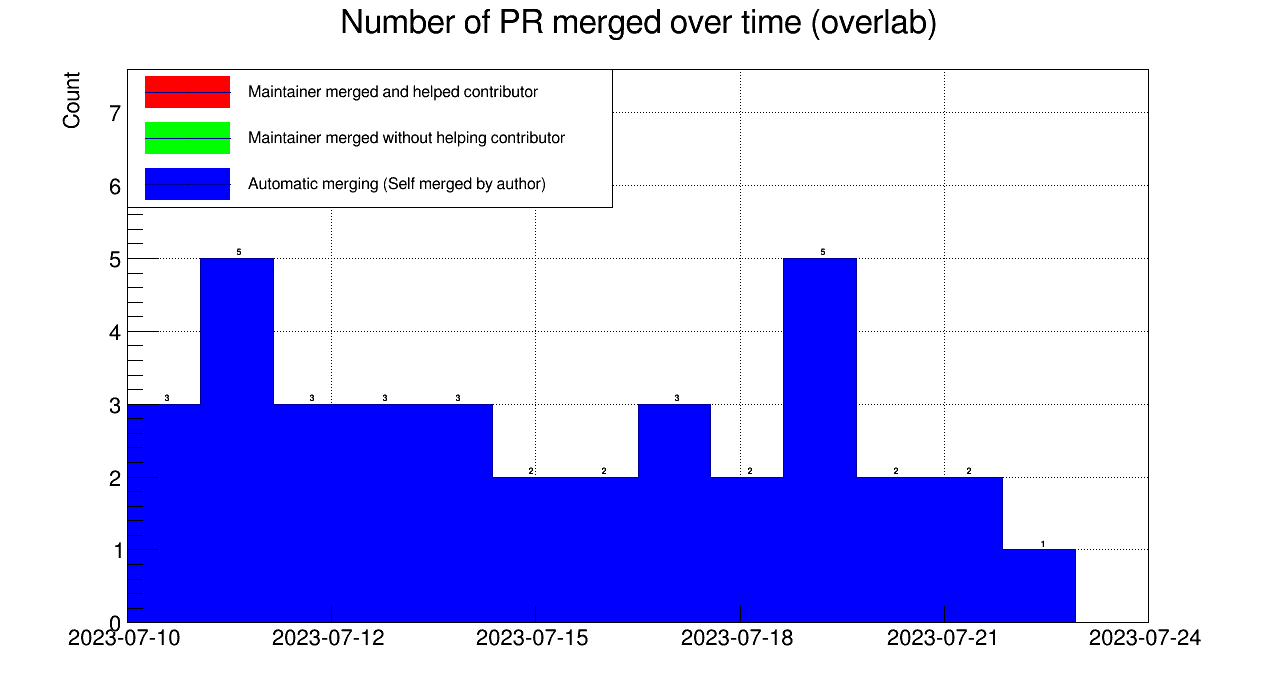 Number of PR merged over time (overlab)
Count
Maintainer merged and helped contributor
Maintainer merged without helping contributor
Automatic merging (Self merged by author)
7
6
5
4
3
2
1
0
3 5 3 3 3 2 2 3 2 5 2 2 1
2023-07-10 2023-07-12 2023-07-15 2023-07-18 2023-07-21 2023-07-24